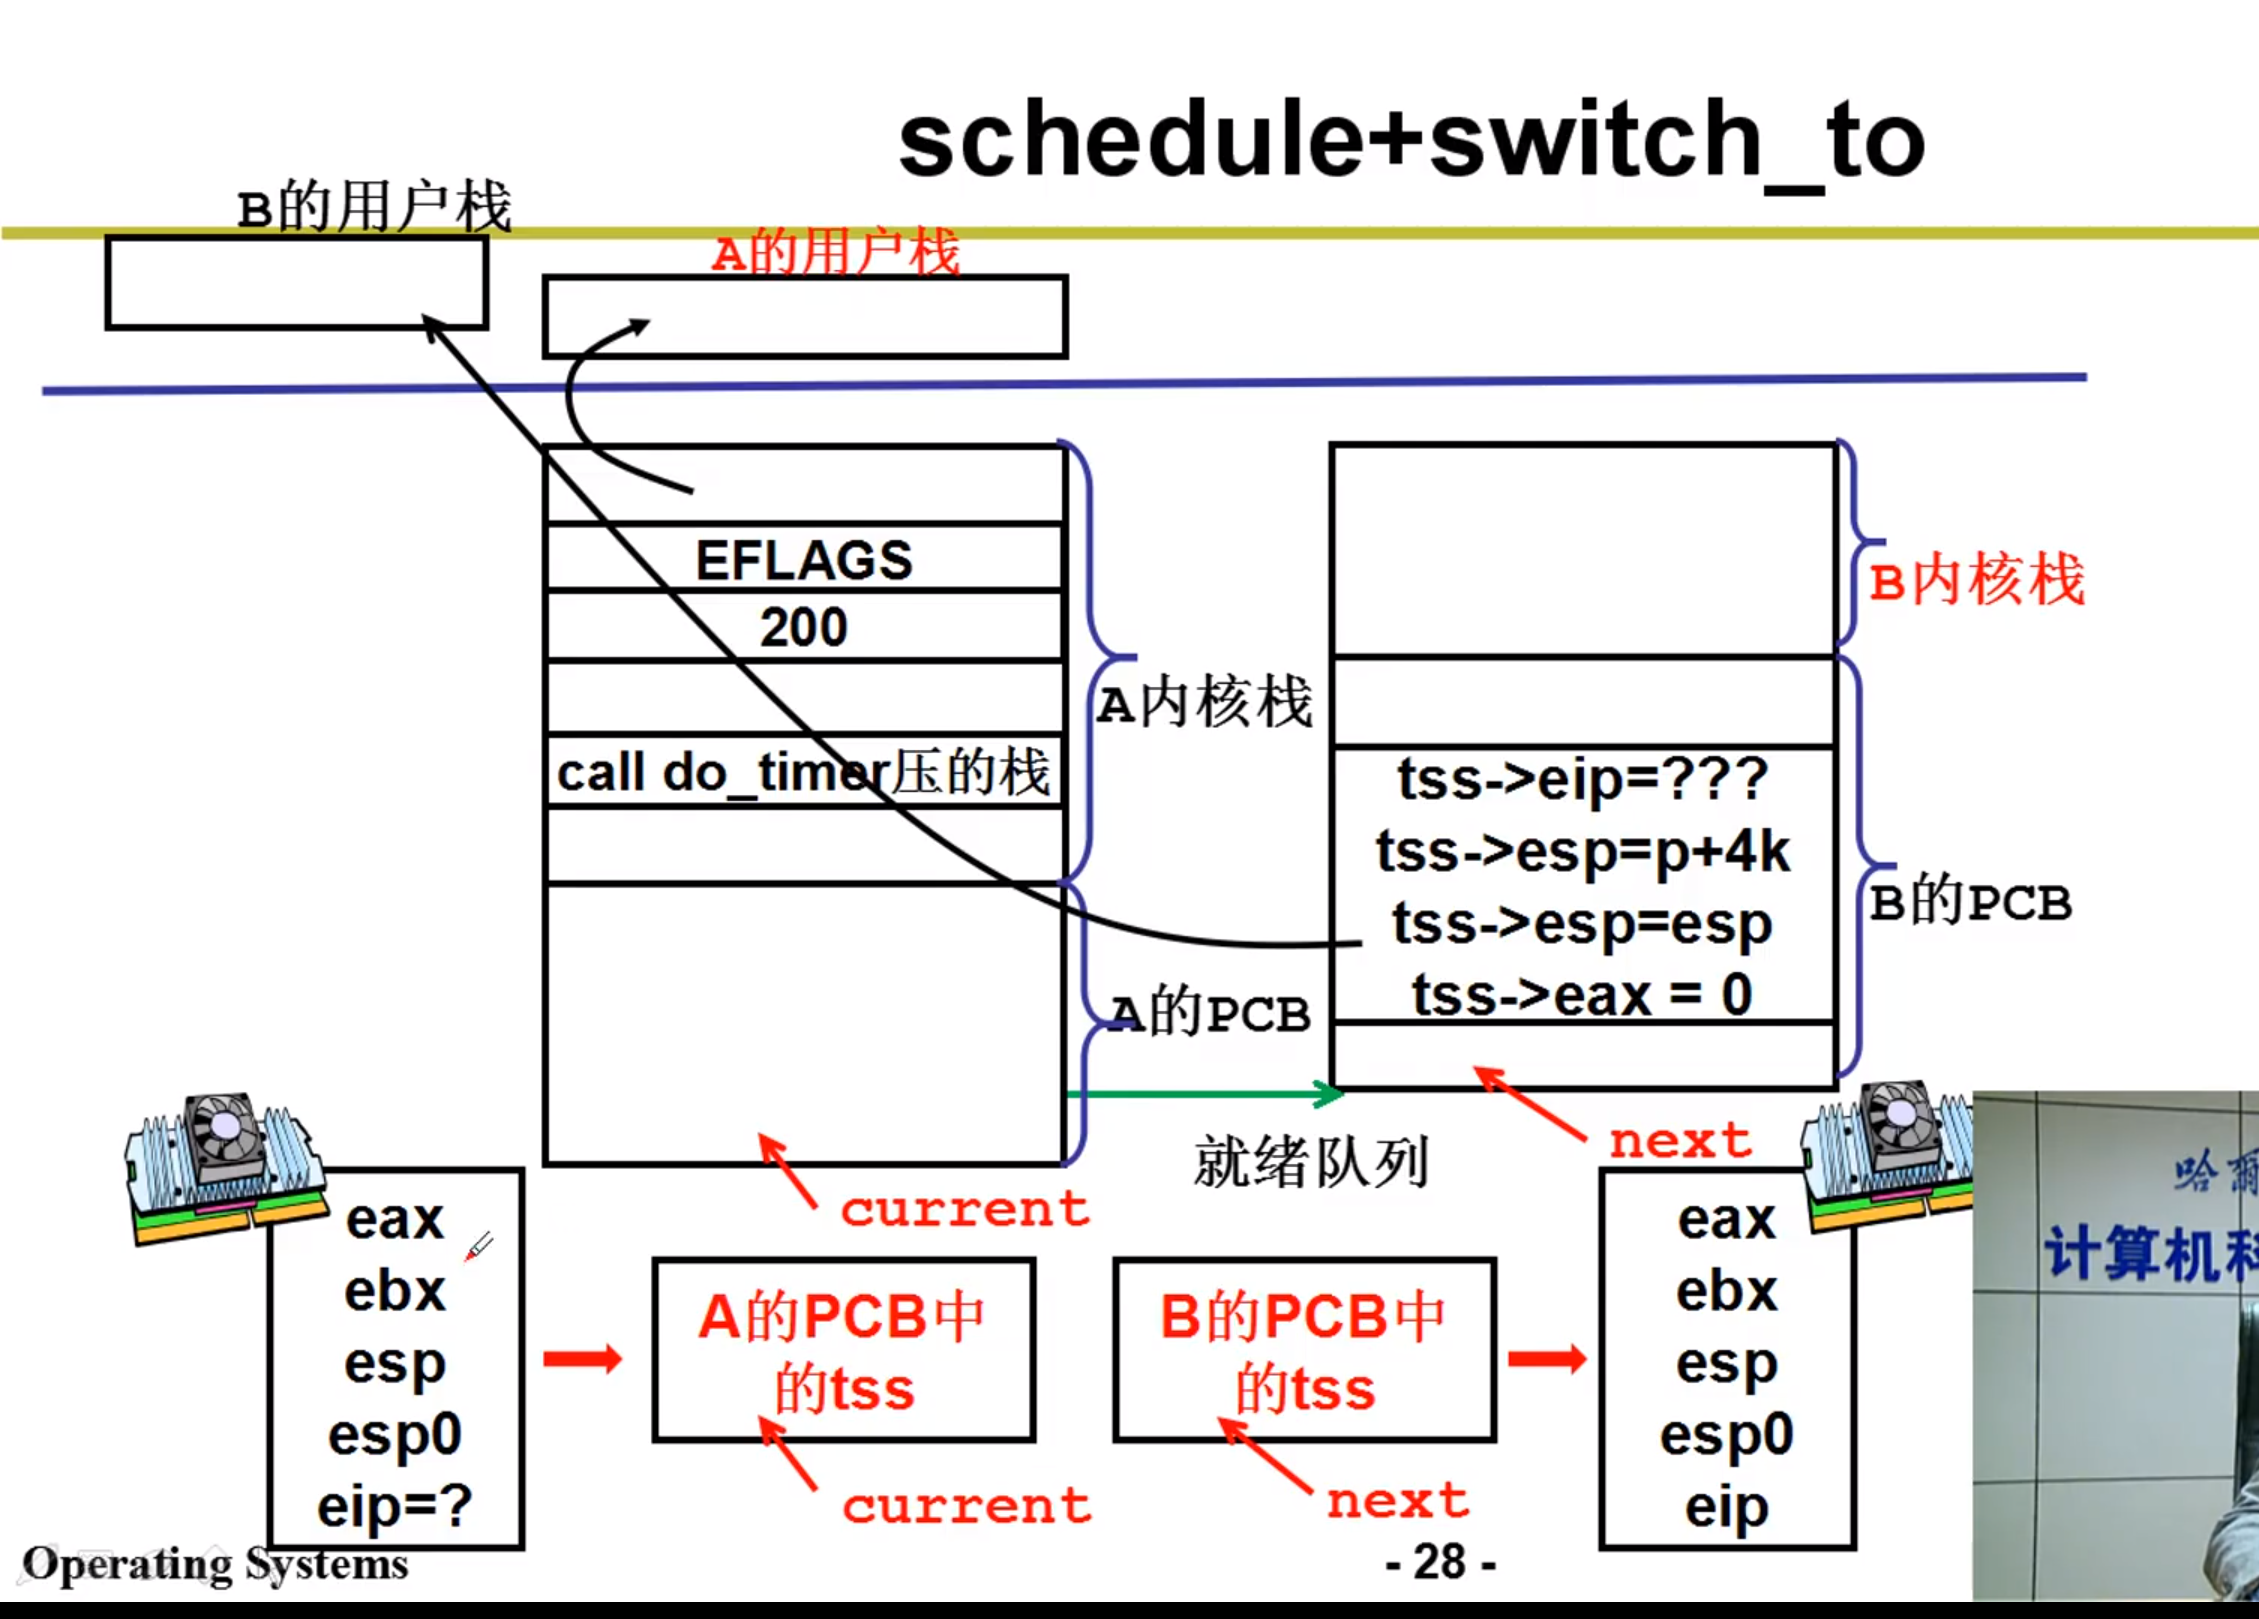 schedule+switch_to
B的用户栈
A的用户栈
EFLAGS
200
call do_timer压的栈
A内核栈
A的PCB
B内核栈
tss->eip=???
tss->esp=p+4k
tss->esp=esp
tss->eax = 0
B的PCB
就绪队列
next
current
eax
ebx
esp
esp0
eip=?
A的PCB中
的tss
current
B的PCB中
的tss
next
eax
ebx
esp
esp0
eip
计算机科
Operating Systems
- 28 -